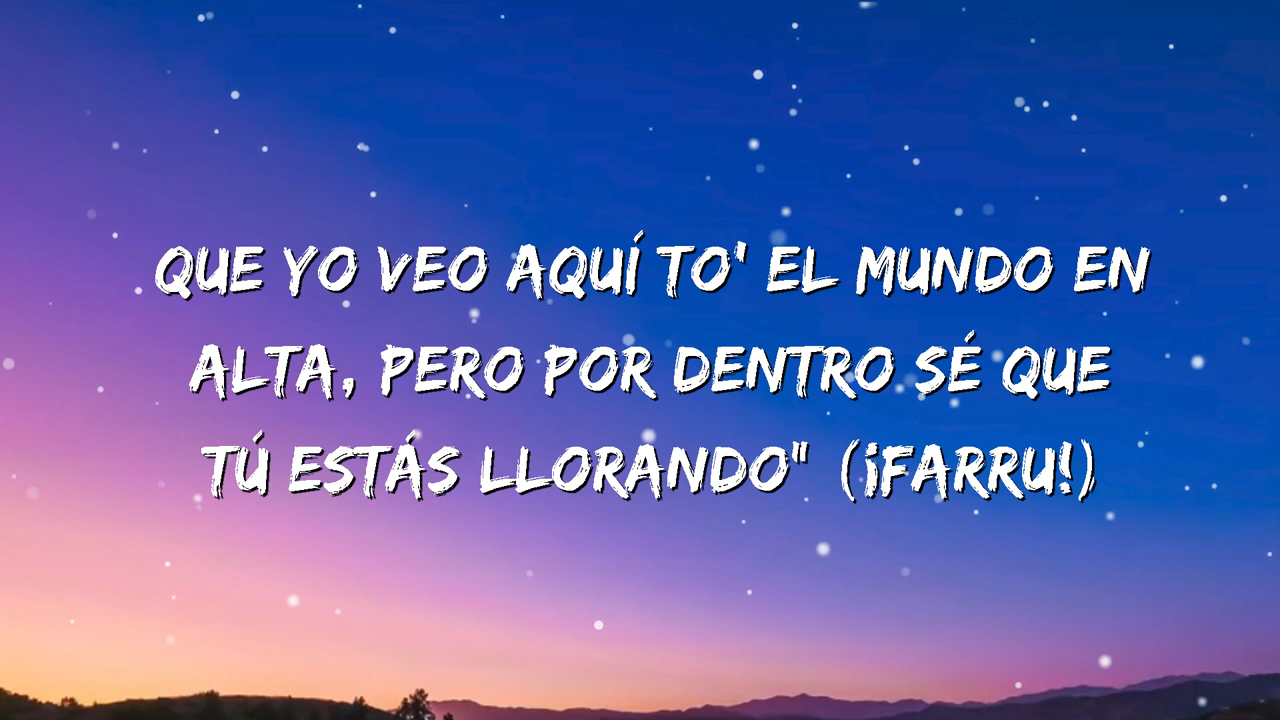 QUE YO VEO AQUÍ TO' EL MUNDO EN
ALTA, PERO POR DENTRO SÉ QUE
TÚ ESTÁS LLORANDO" (¡FARRU!)